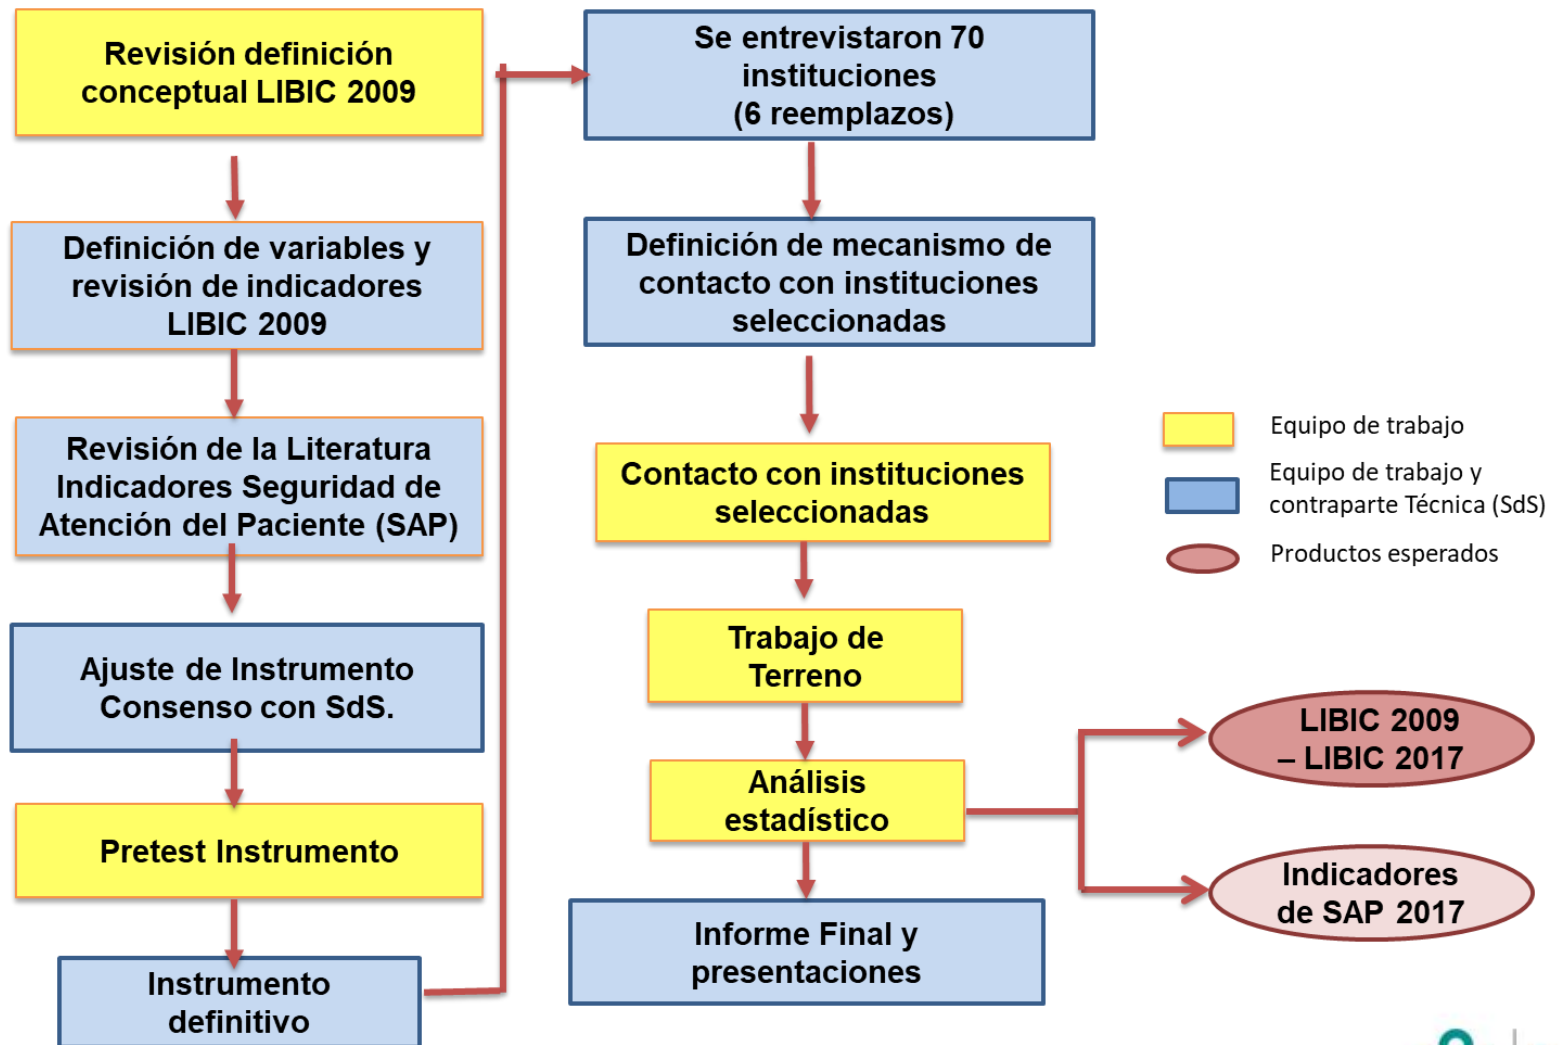 Revisión definición
conceptual LIBIC 2009
Definición de variables y
revisión de indicadores
LIBIC 2009
Revisión de la Literatura
Indicadores Seguridad de
Atención del Paciente (SAP)
Ajuste de Instrumento
Consenso con SdS.
Pretest Instrumento
Instrumento
definitivo
Se entrevistaron 70
instituciones
(6 reemplazos)
Definición de mecanismo de
contacto con instituciones
seleccionadas
Contacto con instituciones
seleccionadas
Trabajo de
Terreno
Análisis
estadístico
Informe Final y
presentaciones
LIBIC 2009
– LIBIC 2017
Indicadores
de SAP 2017
Equipo de trabajo
Equipo de trabajo y
contraparte Técnica (SdS)
Productos esperados